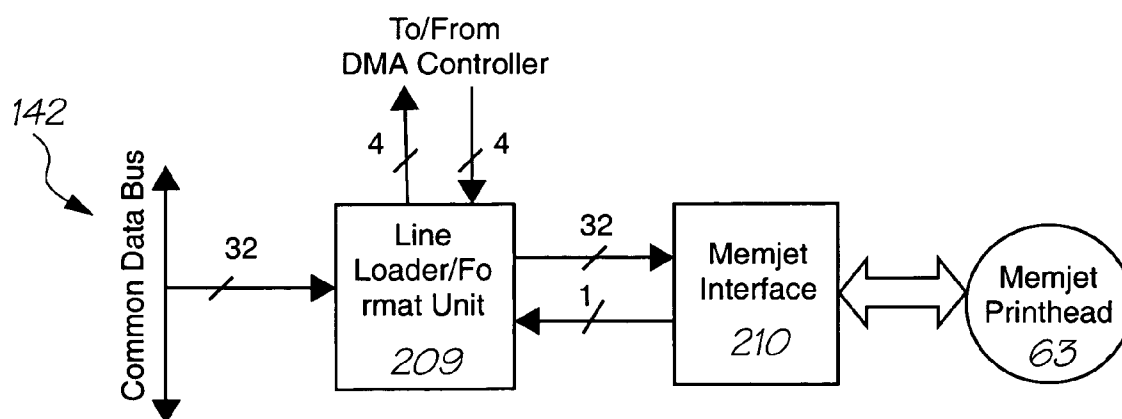 To/From
DMA Controller
142
4
4
Common Data Bus
32
Line
Loader/Fo
rmat Unit
209
32
1
Memjet
Interface
210
Memjet
Printhead
63